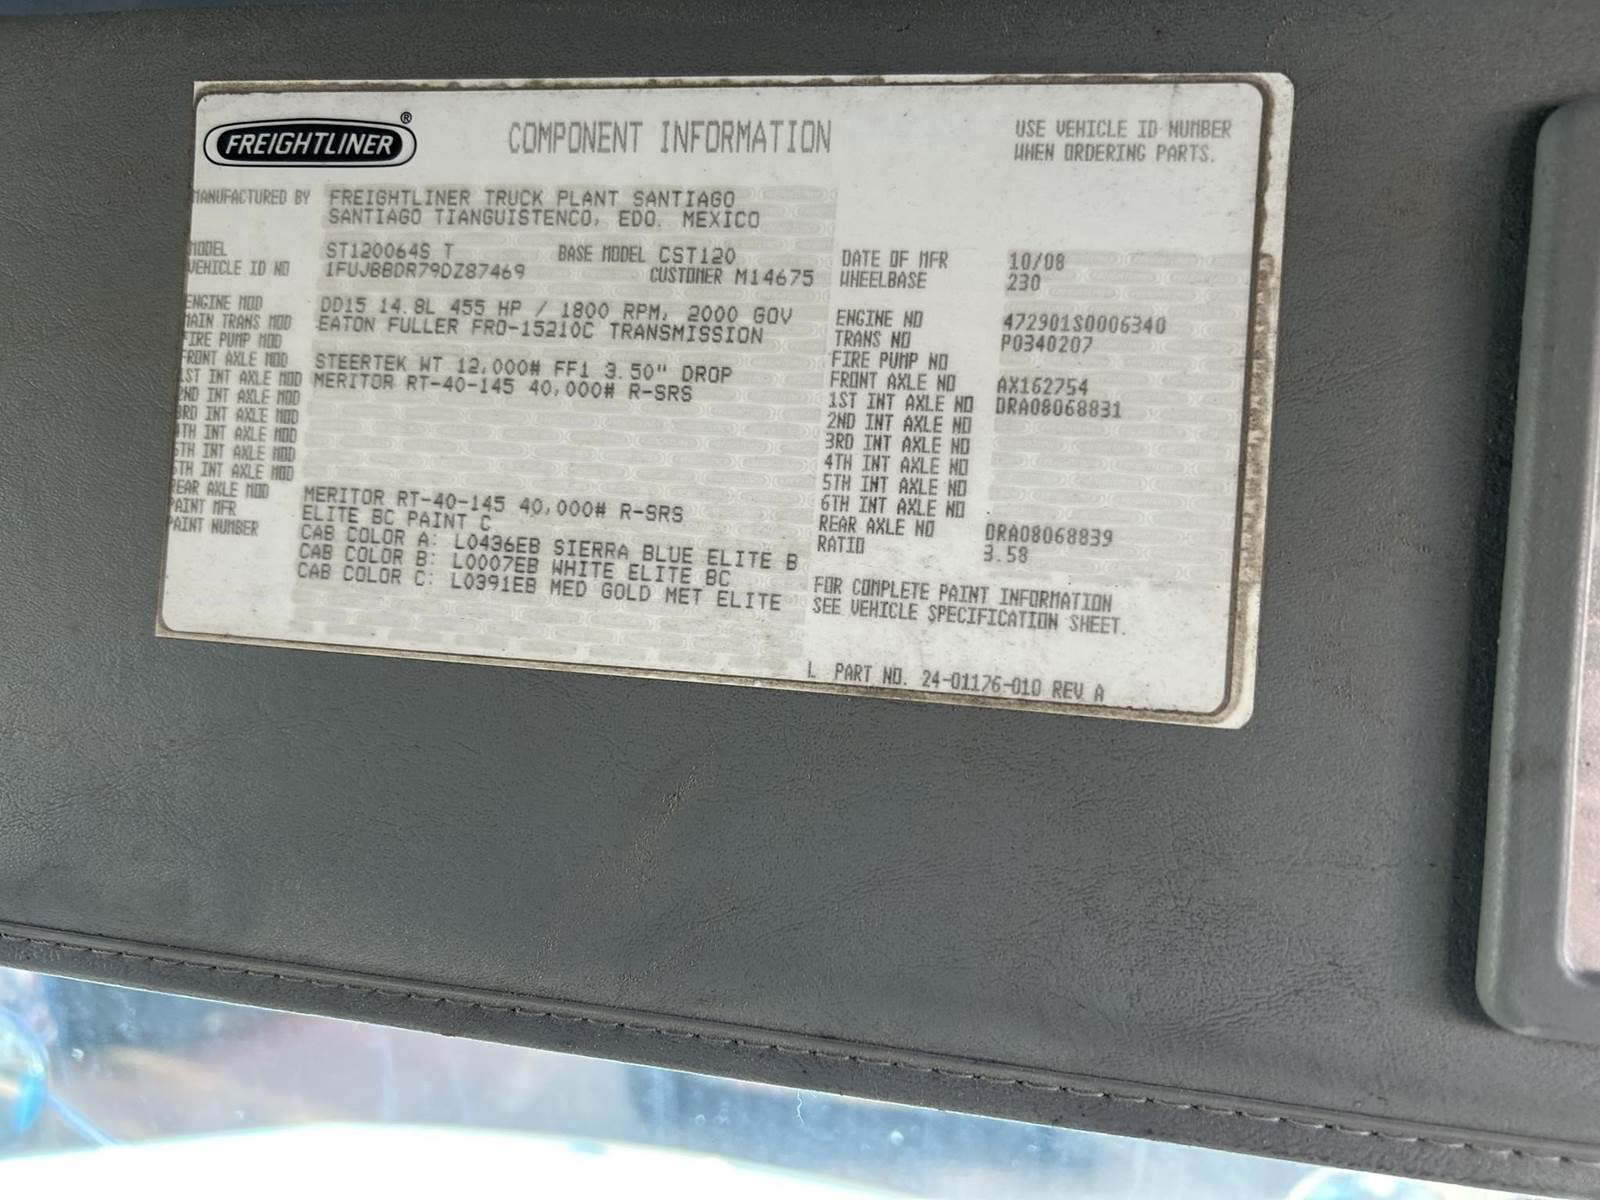 FREIGHTLINER®
COMPONENT INFORMATION
USE VEHICLE ID NUMBER
WHEN ORDERING PARTS.
MANUFACTURED BY FREIGHTLINER TRUCK PLANT SANTIAGO
SANTIAGO TIANGUISTENCO, EDO. MEXICO
MODEL ST120064S T BASE MODEL CST120
VEHICLE ID NO 1FUJBBDR79DZ87469 CUSTOMER M14675
ENGINE MOD DD15 14.8L 455 HP / 1800 RPM, 2000 GOV
MAIN TRANS MOD EATON FULLER FRO-15210C TRANSMISSION
FIRE PUMP MOD
FRONT AXLE MOD STEERTEK WT 12,000# FF1 3.50" DROP
1ST INT AXLE MOD MERITOR RT-40-145 40,000# R-SRS
2ND INT AXLE MOD
3RD INT AXLE MOD
4TH INT AXLE MOD
5TH INT AXLE MOD
6TH INT AXLE MOD
REAR AXLE MOD MERITOR RT-40-145 40,000# R-SRS
PAINT MFR ELITE BC PAINT C
PAINT NUMBER CAB COLOR A: L0436EB SIERRA BLUE ELITE B
CAB COLOR B: L0007EB WHITE ELITE BC
CAB COLOR C: L0391EB MED GOLD MET ELITE
DATE OF MFR 10/08
WHEELBASE 230
ENGINE NO 472901S0006340
TRANS NO P0340207
FIRE PUMP NO
FRONT AXLE NO AX162754
1ST INT AXLE NO DRA08068831
2ND INT AXLE NO
3RD INT AXLE NO
4TH INT AXLE NO
5TH INT AXLE NO
6TH INT AXLE NO
REAR AXLE NO DRA08068839
RATIO 3.58
FOR COMPLETE PAINT INFORMATION
SEE VEHICLE SPECIFICATION SHEET.
L PART NO. 24-01176-010 REV A